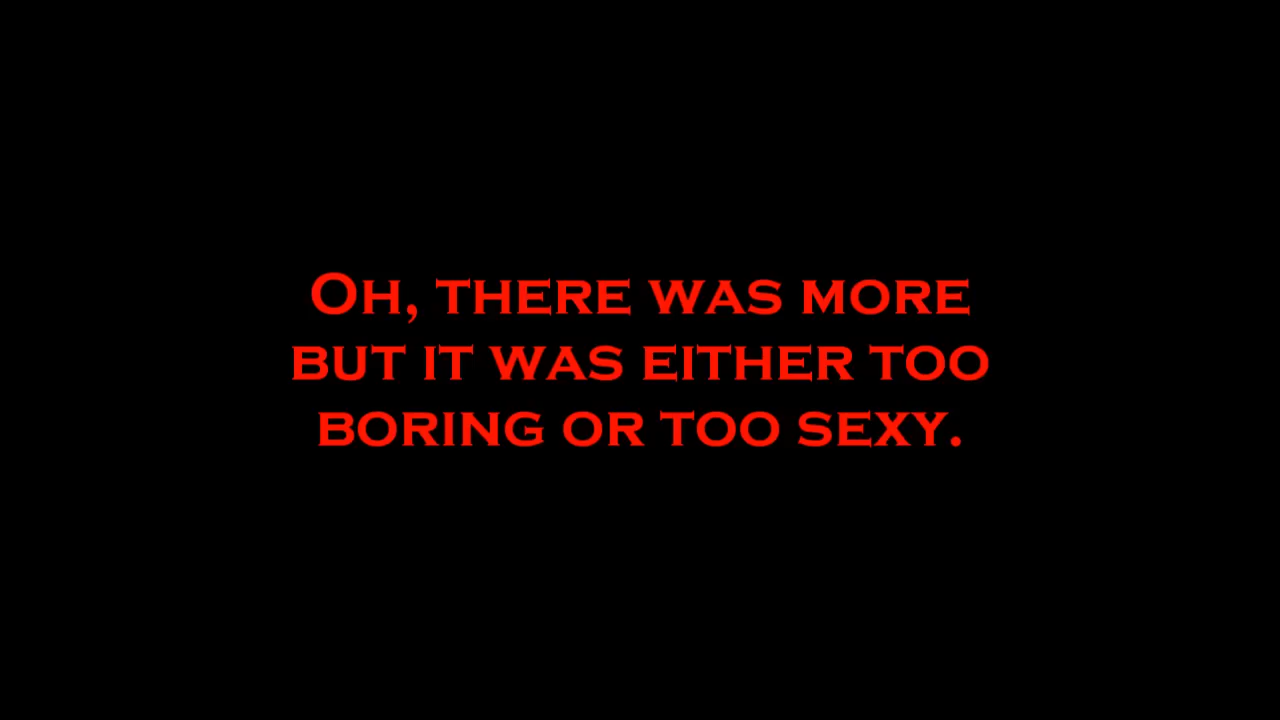 Oh, there was more
but it was either too
boring or too sexy.